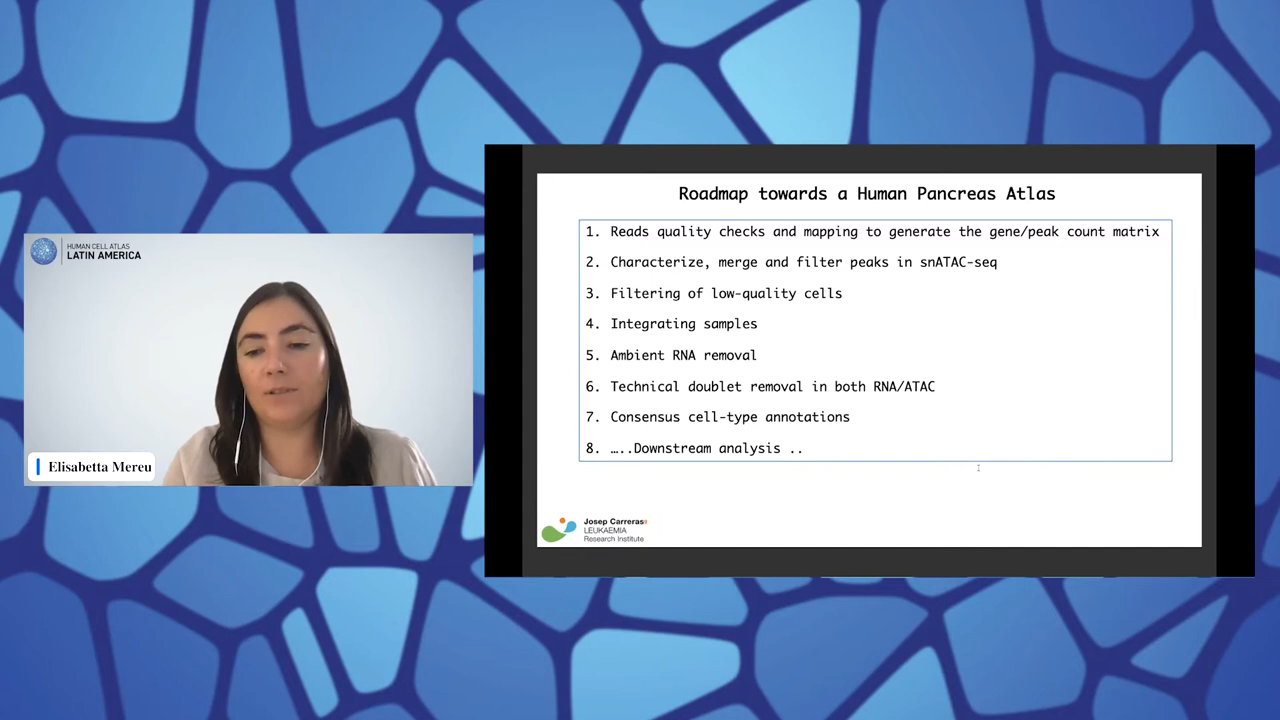 HUMAN CELL ATLAS
LATIN AMERICA
Elisabetta Mereu
Roadmap towards a Human Pancreas Atlas
1. Reads quality checks and mapping to generate the gene/peak count matrix
2. Characterize, merge and filter peaks in snATAC-seq
3. Filtering of low-quality cells
4. Integrating samples
5. Ambient RNA removal
6. Technical doublet removal in both RNA/ATAC
7. Consensus cell-type annotations
8. …..Downstream analysis ..
Josep Carreras
LEUKAEMIA
Research Institute